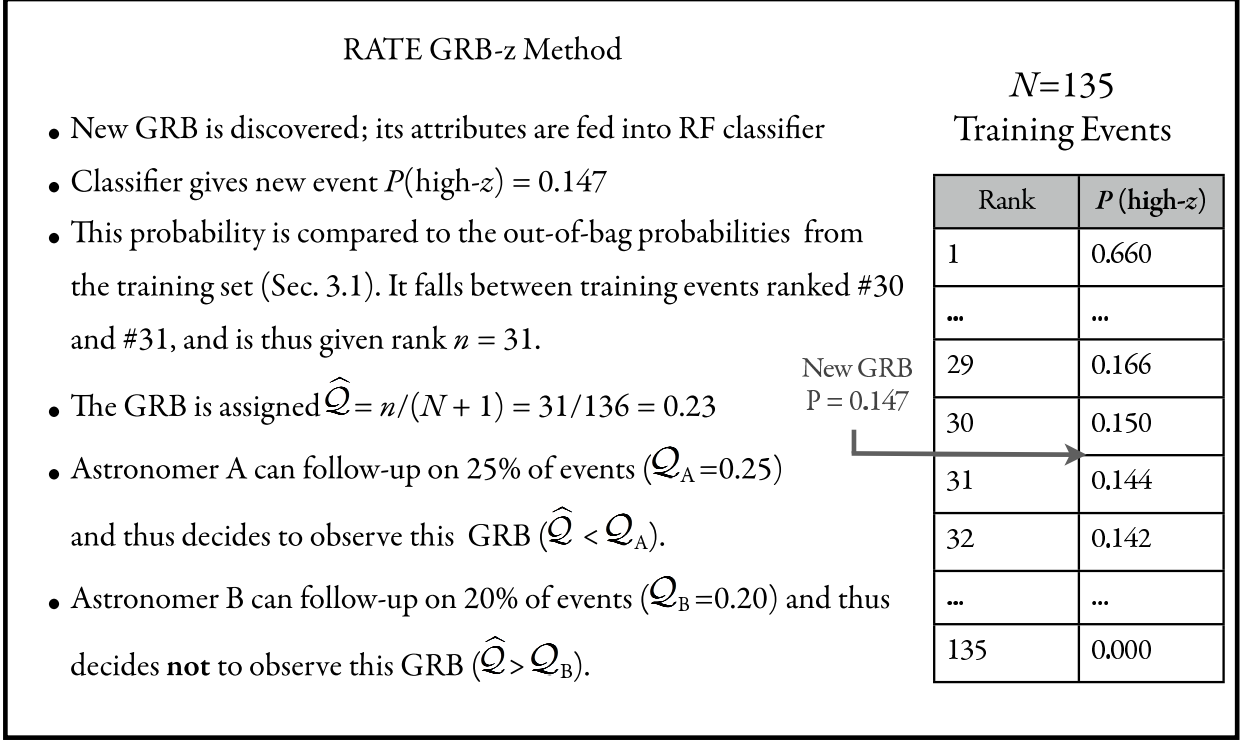 RATE GRB-z Method
• New GRB is discovered; its attributes are fed into RF classifier
• Classifier gives new event P(high-z) = 0.147
• This probability is compared to the out-of-bag probabilities from
the training set (Sec. 3.1). It falls between training events ranked #30
and #31, and is thus given rank n = 31.
• The GRB is assigned Q̂ = n/(N + 1) = 31/136 = 0.23
• Astronomer A can follow-up on 25% of events (Q_A =0.25)
and thus decides to observe this GRB (Q̂ < Q_A).
• Astronomer B can follow-up on 20% of events (Q_B =0.20) and thus
decides not to observe this GRB (Q̂ > Q_B).
N=135
Training Events
Rank P (high-z)
1 0.660
... ...
29 0.166
30 0.150
31 0.144
32 0.142
... ...
135 0.000
New GRB
P = 0.147